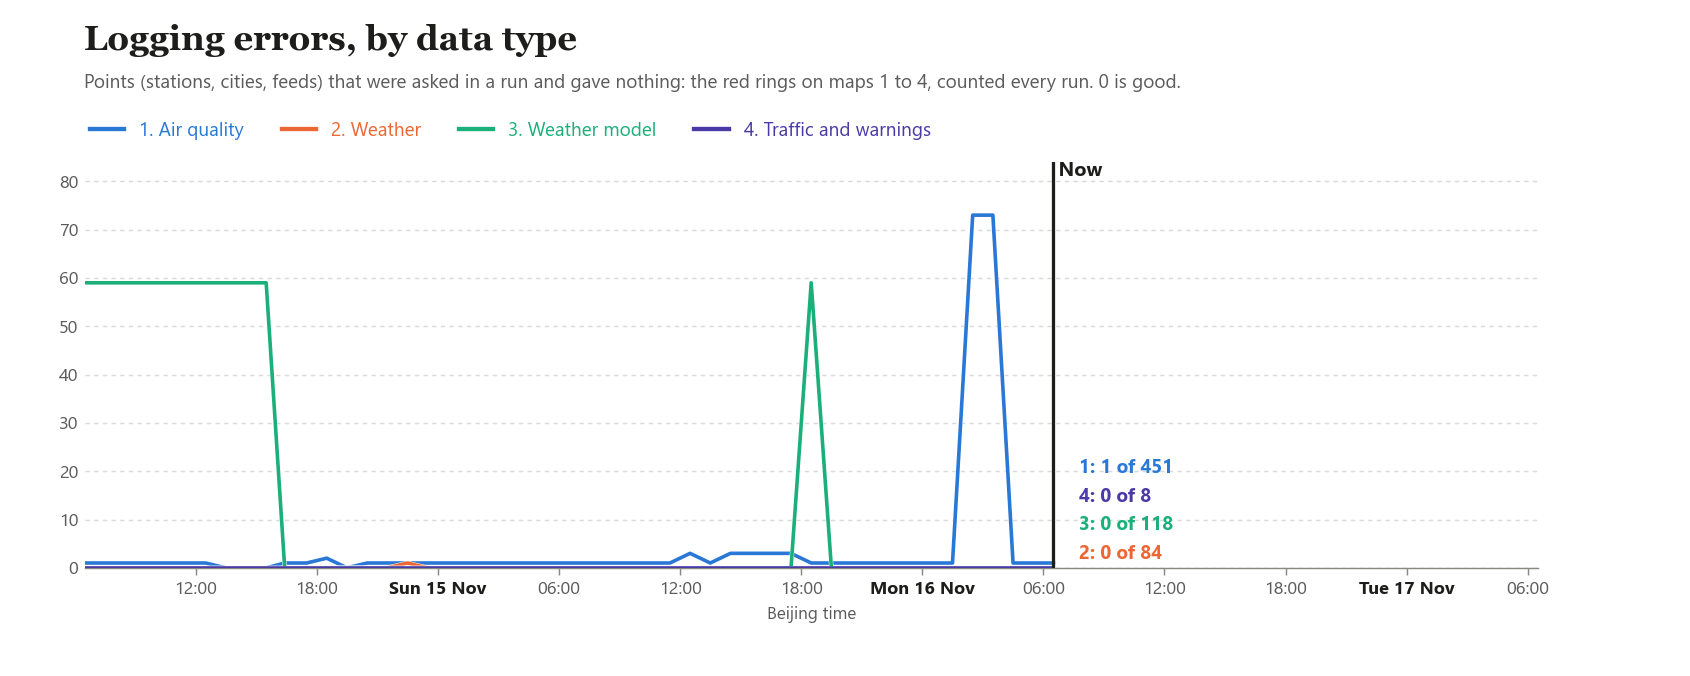 Logging errors, by data type
Points (stations, cities, feeds) that were asked in a run and gave nothing: the red rings on maps 1 to 4, counted every run. 0 is good.
1. Air quality 2. Weather 3. Weather model 4. Traffic and warnings
Now
80
70
60
50
40
30
20
10
0
1: 1 of 451
4: 0 of 8
3: 0 of 118
2: 0 of 84
12:00 18:00 Sun 15 Nov 06:00 12:00 18:00 Mon 16 Nov 06:00 12:00 18:00 Tue 17 Nov 06:00
Beijing time